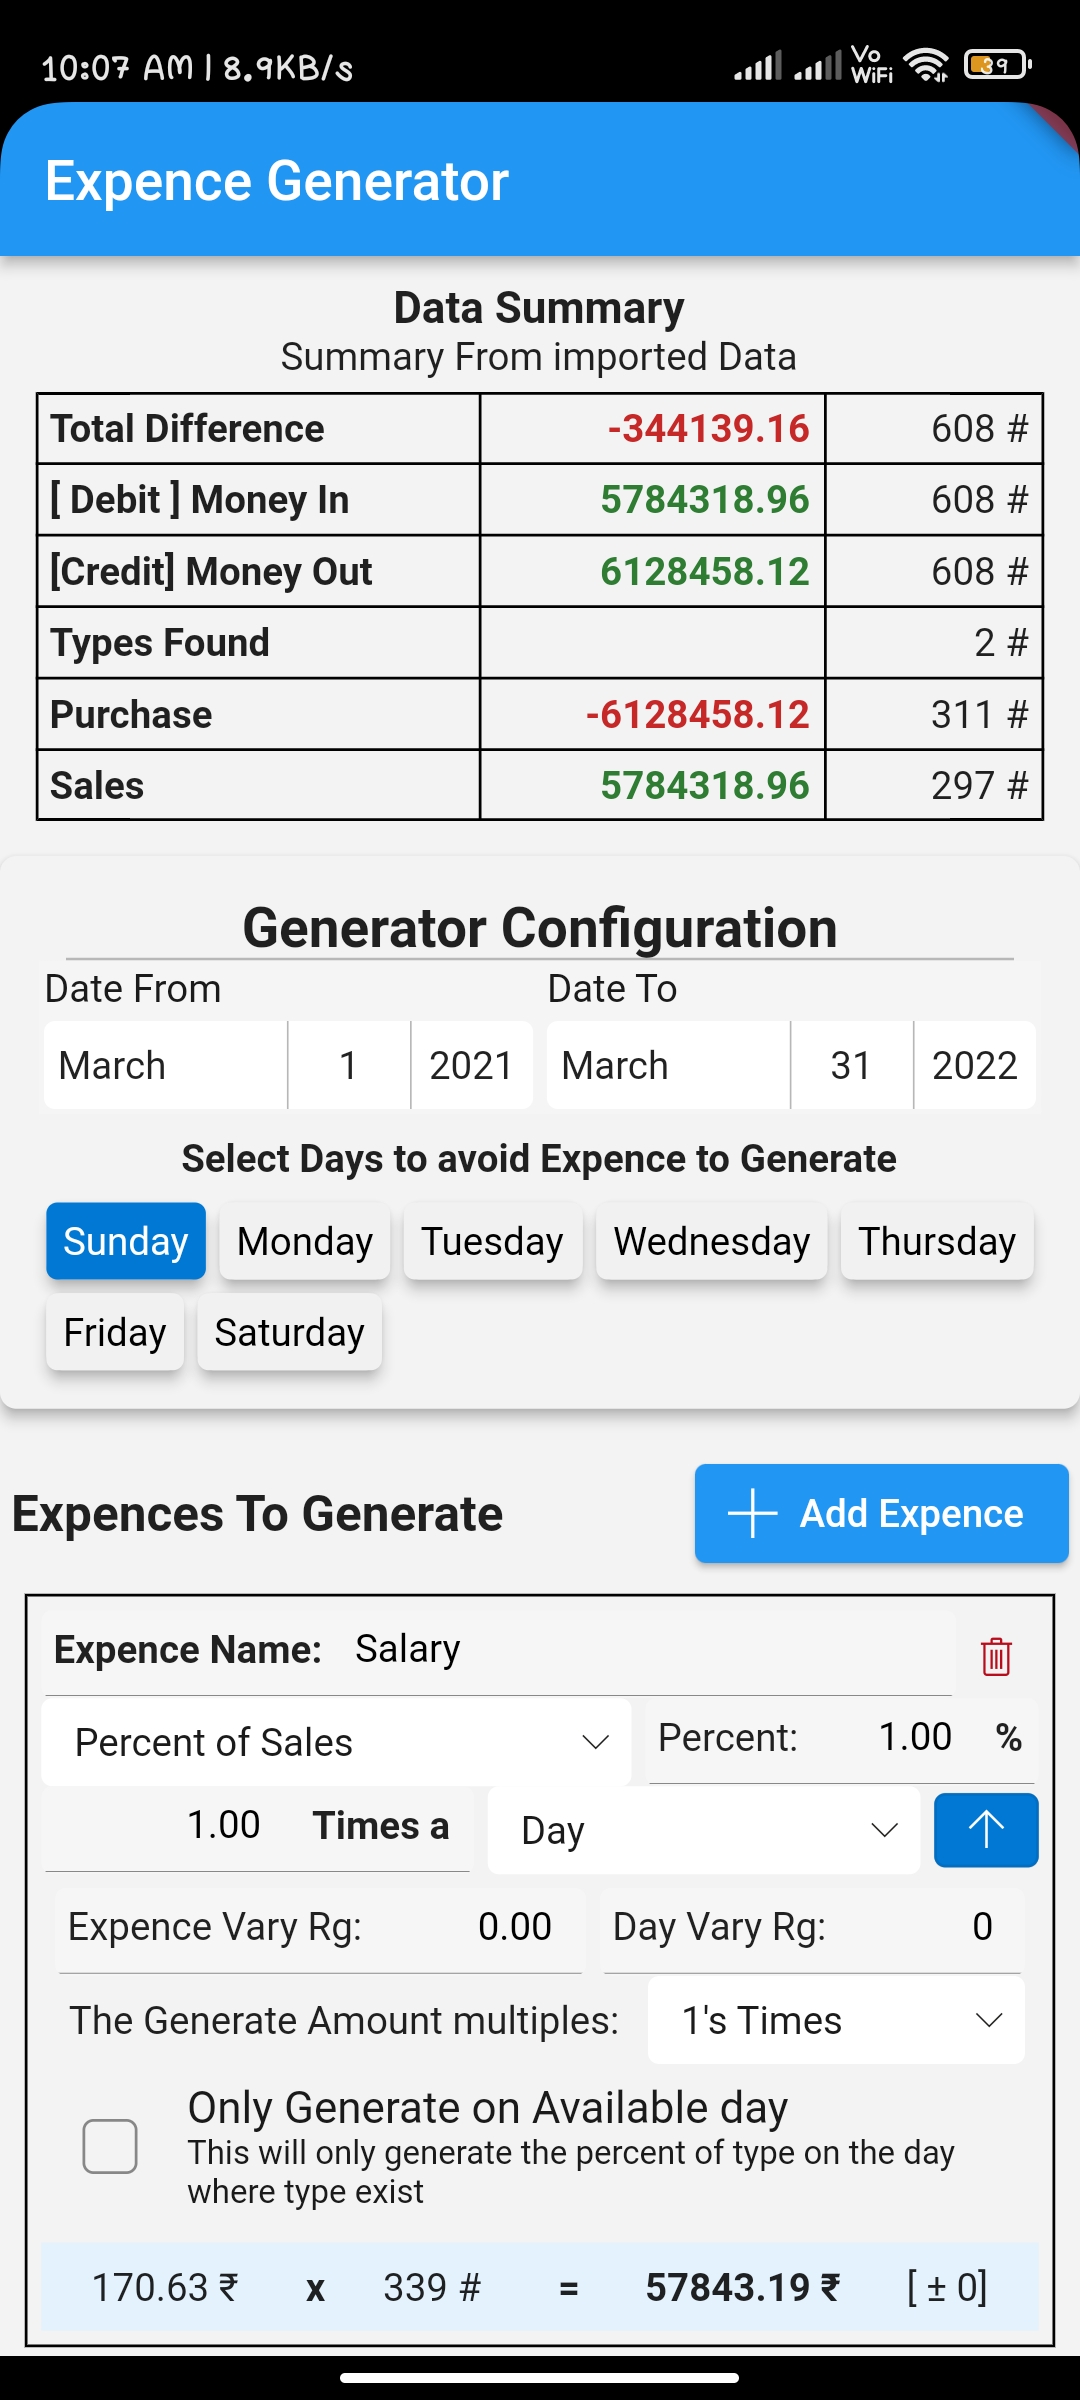 10:07 AM | 8.9KB/s Vo WiFi 39
Expence Generator
Data Summary
Summary From imported Data
Total Difference -344139.16 608 #
[ Debit ] Money In 5784318.96 608 #
[Credit] Money Out 6128458.12 608 #
Types Found 2 #
Purchase -6128458.12 311 #
Sales 5784318.96 297 #
Generator Configuration
Date From Date To
March 1 2021 March 31 2022
Select Days to avoid Expence to Generate
Sunday Monday Tuesday Wednesday Thursday
Friday Saturday
Expences To Generate + Add Expence
Expence Name: Salary
Percent of Sales Percent: 1.00 %
1.00 Times a Day
Expence Vary Rg: 0.00 Day Vary Rg: 0
The Generate Amount multiples: 1's Times
Only Generate on Available day
This will only generate the percent of type on the day
where type exist
170.63 ₹ x 339 # = 57843.19 ₹ [ ± 0]